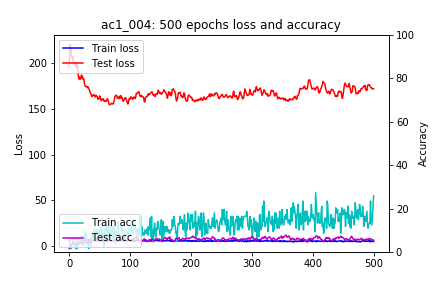 ac1_004: 500 epochs loss and accuracy
Train loss
Test loss
Train acc
Test acc
Loss
200
150
100
50
0
Accuracy
100
80
60
40
20
0
0 100 200 300 400 500